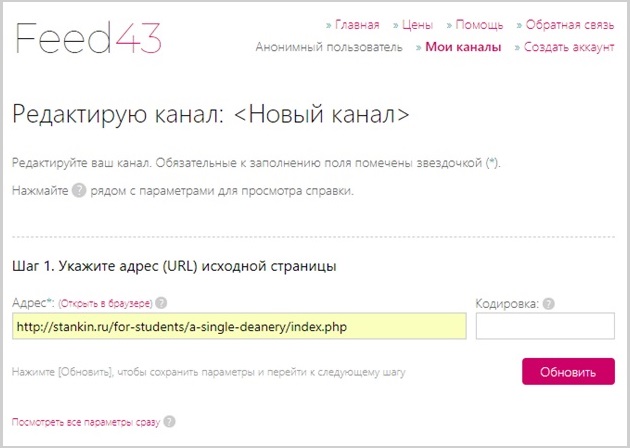 Feed43
» Главная » Цены » Помощь » Обратная связь
Анонимный пользователь » Мои каналы » Создать аккаунт
Редактирую канал: <Новый канал>
Редактируйте ваш канал. Обязательные к заполнению поля помечены звездочкой (*).
Нажмайте ? рядом с параметрами для просмотра справки.
Шаг 1. Укажите адрес (URL) исходной страницы
Адрес*: (Открыть в браузере) ? Кодировка: ?
http://stankin.ru/for-students/a-single-deanery/index.php
Нажмите [Обновить], чтобы сохранить параметры и перейти к следующему шагу Обновить
Посмотреть все параметры сразу ?